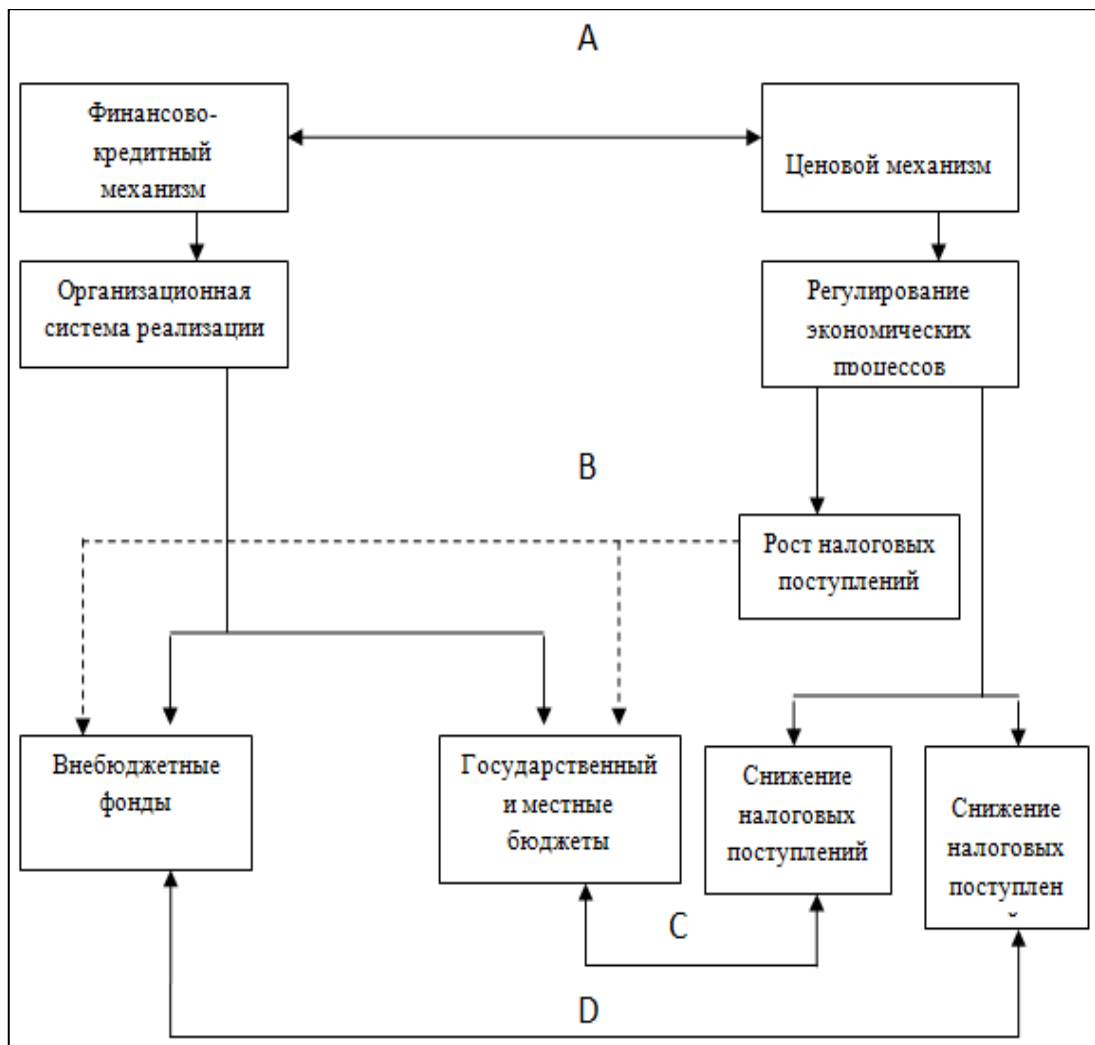 A
Финансово-
кредитный
механизм
Ценовой механизм
Организационная
система реализации
Регулирование
экономических
процессов
B
Рост налоговых
поступлений
Внебюджетные
фонды
Государственный
и местные
бюджеты
Снижение
налоговых
поступлений
Снижение
налоговых
поступлен
й
C
D